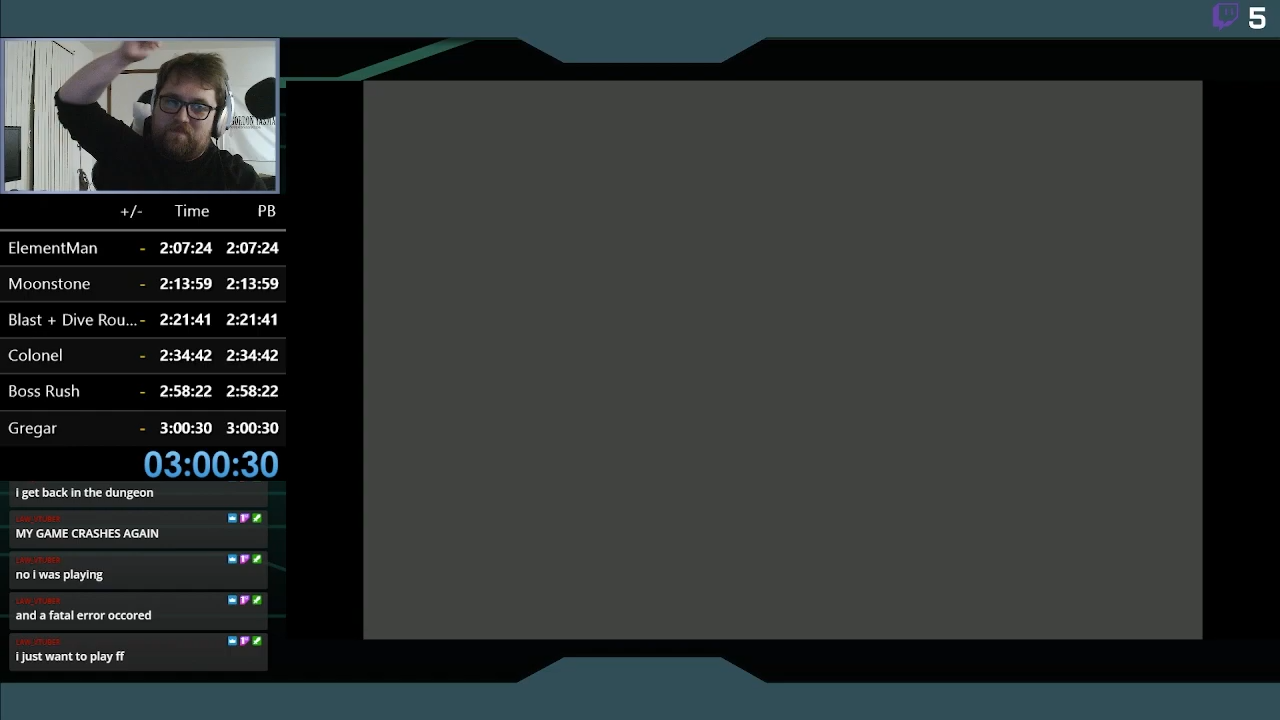 5
+/- Time PB
ElementMan - 2:07:24 2:07:24
Moonstone - 2:13:59 2:13:59
Blast + Dive Rou... - 2:21:41 2:21:41
Colonel - 2:34:42 2:34:42
Boss Rush - 2:58:22 2:58:22
Gregar - 3:00:30 3:00:30
03:00:30
i get back in the dungeon
MY GAME CRASHES AGAIN
no i was playing
and a fatal error occored
i just want to play ff